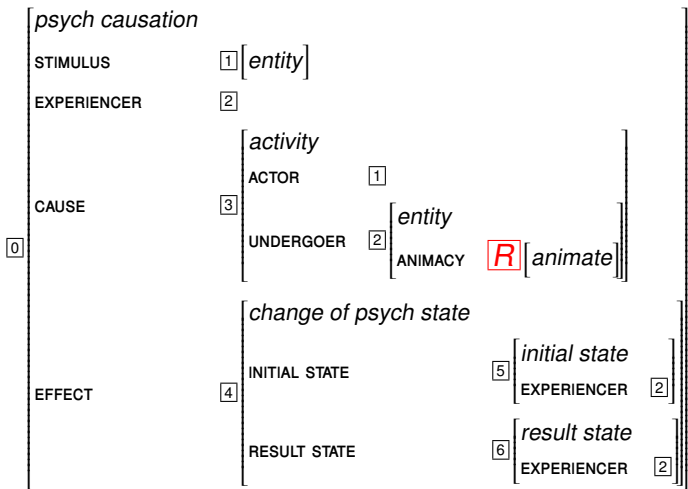 psych causation
STIMULUS 1 [entity]
EXPERIENCER 2
activity
ACTOR 1
CAUSE 3
entity
UNDERGOER 2
ANIMACY R [animate]
0
change of psych state
initial state
INITIAL STATE 5
EXPERIENCER 2
EFFECT 4
result state
RESULT STATE 6
EXPERIENCER 2